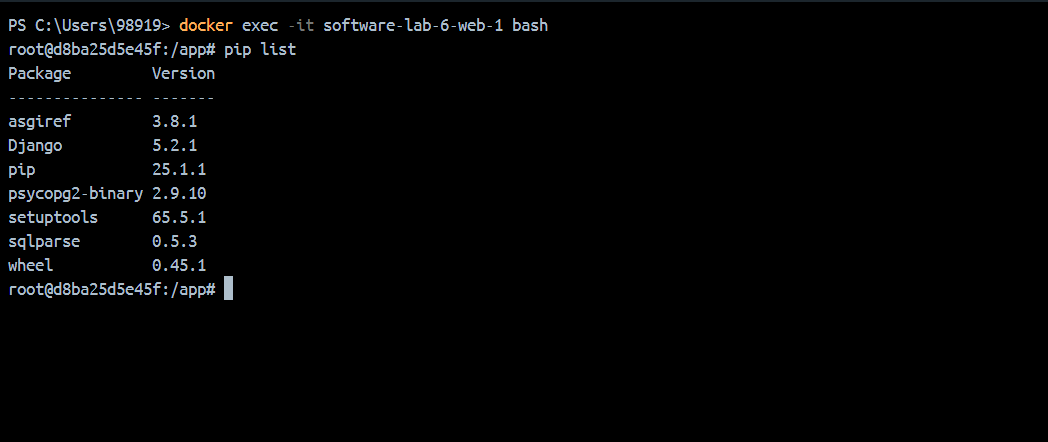 PS C:\Users\98919> docker exec -it software-lab-6-web-1 bash
root@d8ba25d5e45f:/app# pip list
Package         Version
--------------- -------
asgiref         3.8.1
Django          5.2.1
pip             25.1.1
psycopg2-binary 2.9.10
setuptools      65.5.1
sqlparse        0.5.3
wheel           0.45.1
root@d8ba25d5e45f:/app#